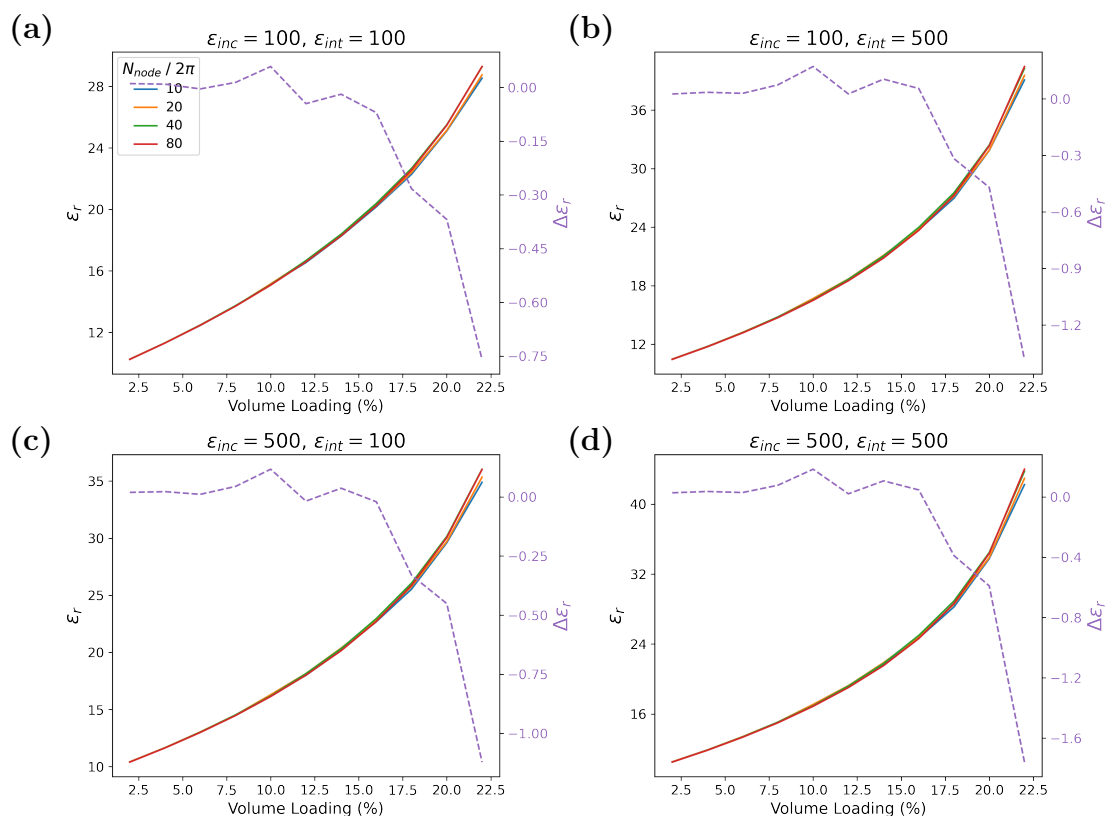 (a)
ε_inc = 100, ε_int = 100
N_node / 2π
10
20
40
80
28
24
20
16
12
ε_r
0.00
−0.15
−0.30
−0.45
−0.60
−0.75
Δε_r
2.5 5.0 7.5 10.0 12.5 15.0 17.5 20.0 22.5
Volume Loading (%)
(b)
ε_inc = 100, ε_int = 500
36
30
24
18
12
ε_r
0.0
−0.3
−0.6
−0.9
−1.2
Δε_r
2.5 5.0 7.5 10.0 12.5 15.0 17.5 20.0 22.5
Volume Loading (%)
(c)
ε_inc = 500, ε_int = 100
35
30
25
20
15
10
ε_r
0.00
−0.25
−0.50
−0.75
−1.00
Δε_r
2.5 5.0 7.5 10.0 12.5 15.0 17.5 20.0 22.5
Volume Loading (%)
(d)
ε_inc = 500, ε_int = 500
40
32
24
16
ε_r
0.0
−0.4
−0.8
−1.2
−1.6
Δε_r
2.5 5.0 7.5 10.0 12.5 15.0 17.5 20.0 22.5
Volume Loading (%)